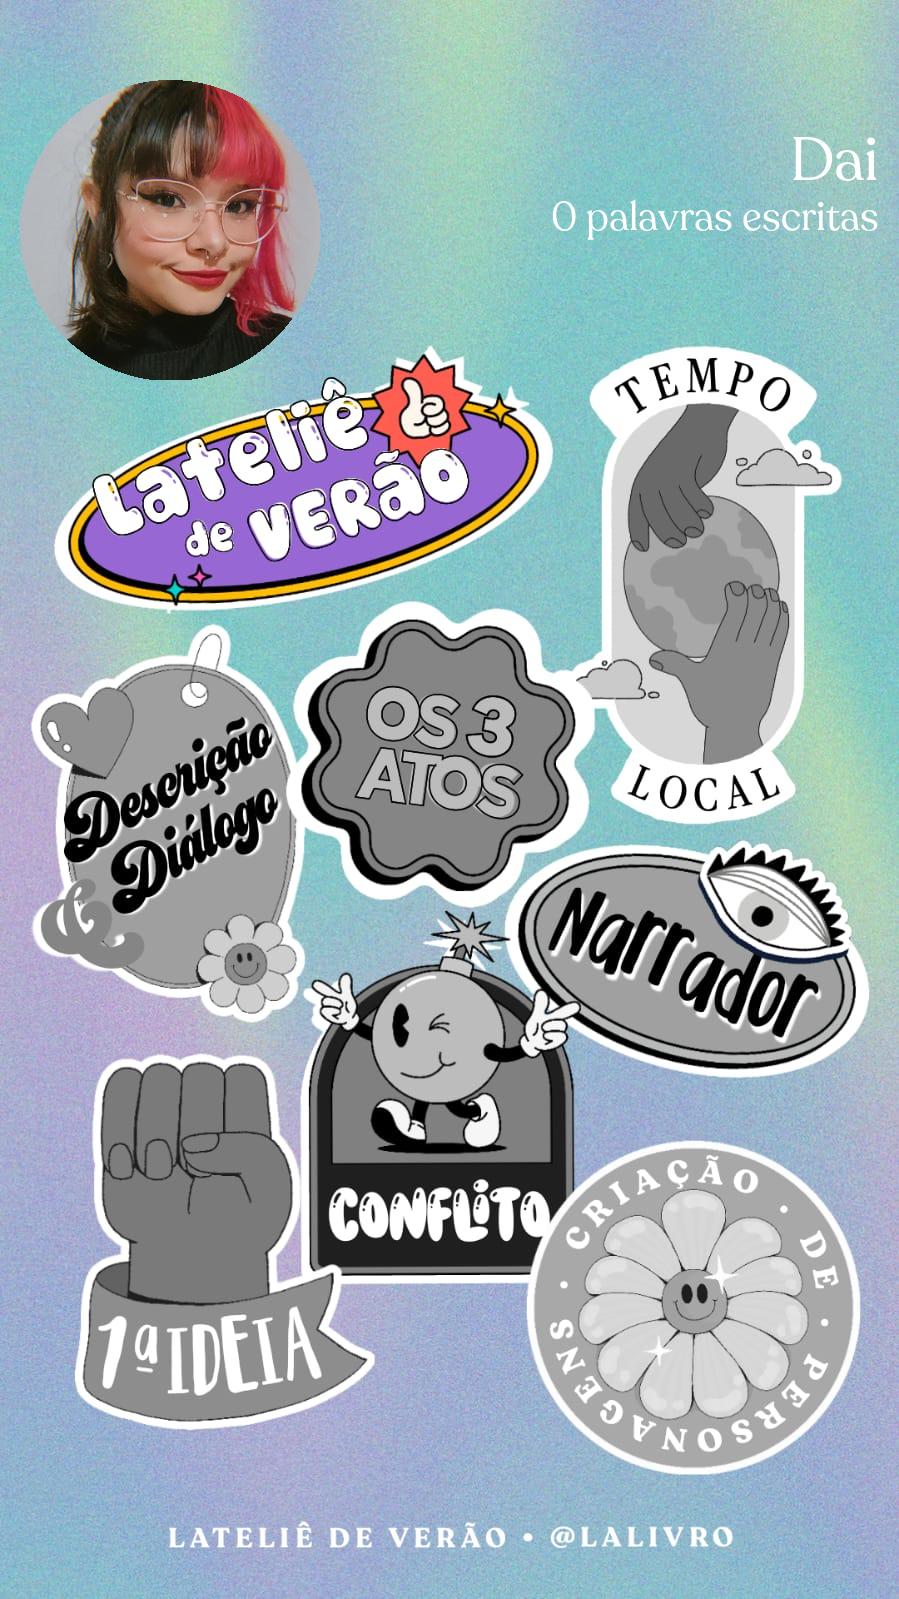 Dai
0 palavras escritas
Lateliê
de VERÃO
TEMPO
LOCAL
OS 3
ATOS
Descrição
Diálogo
&
Narrador
CONFLITO
1ª IDEIA
CRIAÇÃO • DE • PERSONAGENS •
LATELIÊ DE VERÃO • @LALIVRO